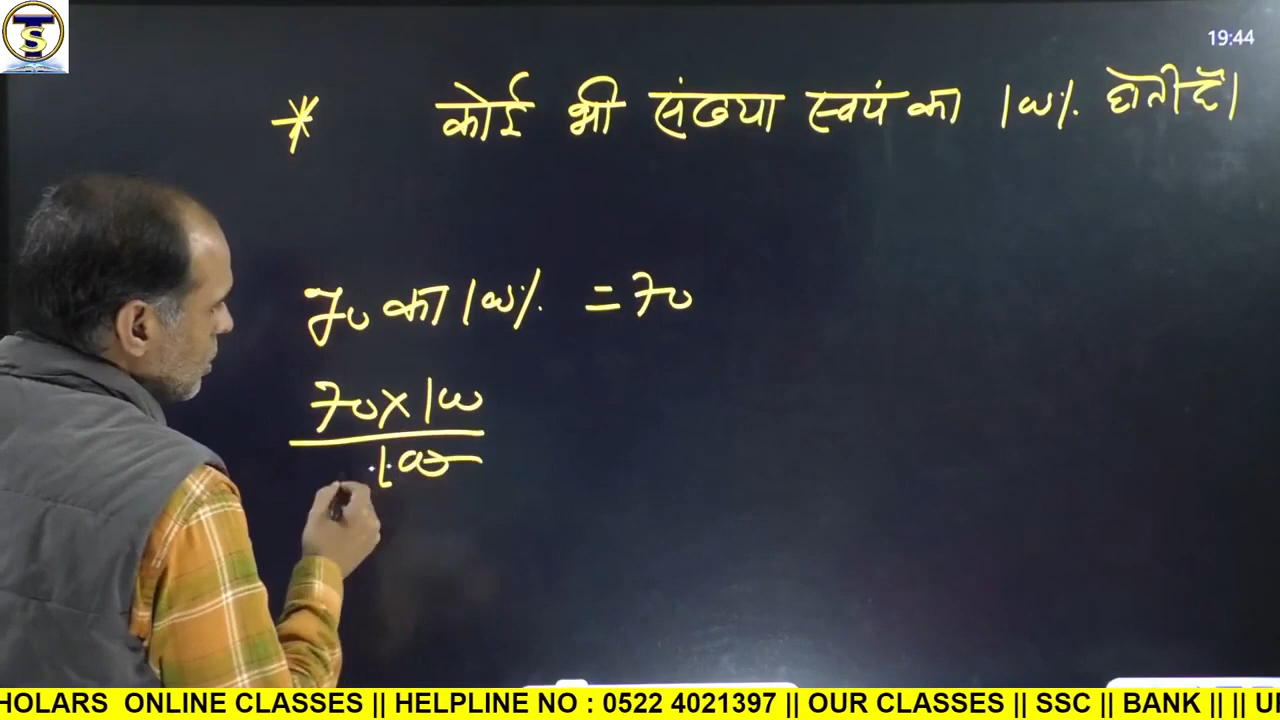 TS
19:44
* कोई भी संख्या स्वयं का 100% होती है।
70 का 100% = 70
70 × 100
100
HOLARS ONLINE CLASSES || HELPLINE NO : 0522 4021397 || OUR CLASSES || SSC || BANK || || U